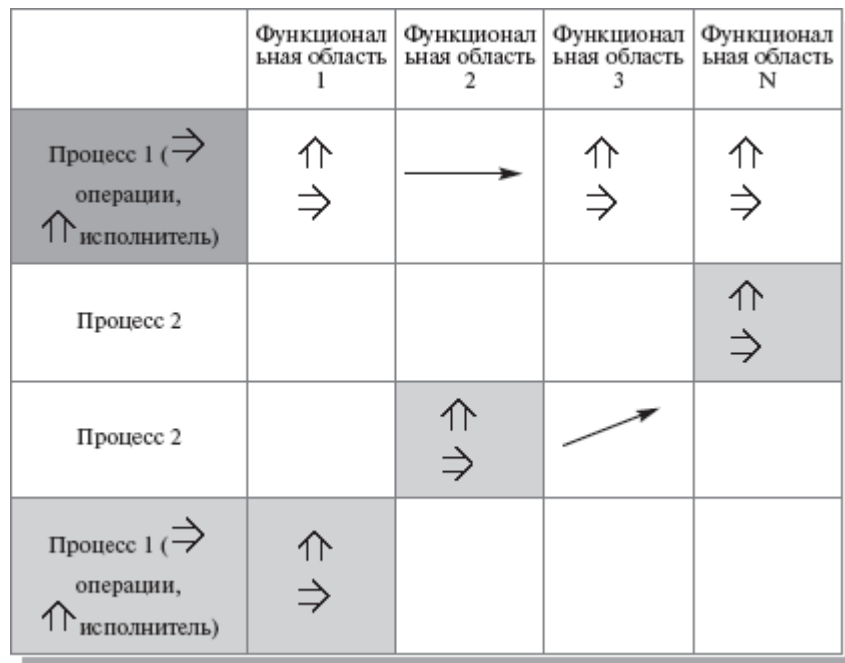 Функционал
ьная область
1
Функционал
ьная область
2
Функционал
ьная область
3
Функционал
ьная область
N
Процесс 1 (⇒
операции,
⇑ исполнитель)
⇑
⇒
→
⇑
⇒
⇑
⇒
Процесс 2
⇑
⇒
Процесс 2
⇑
⇒
Процесс 1 (⇒
операции,
⇑ исполнитель)
⇑
⇒